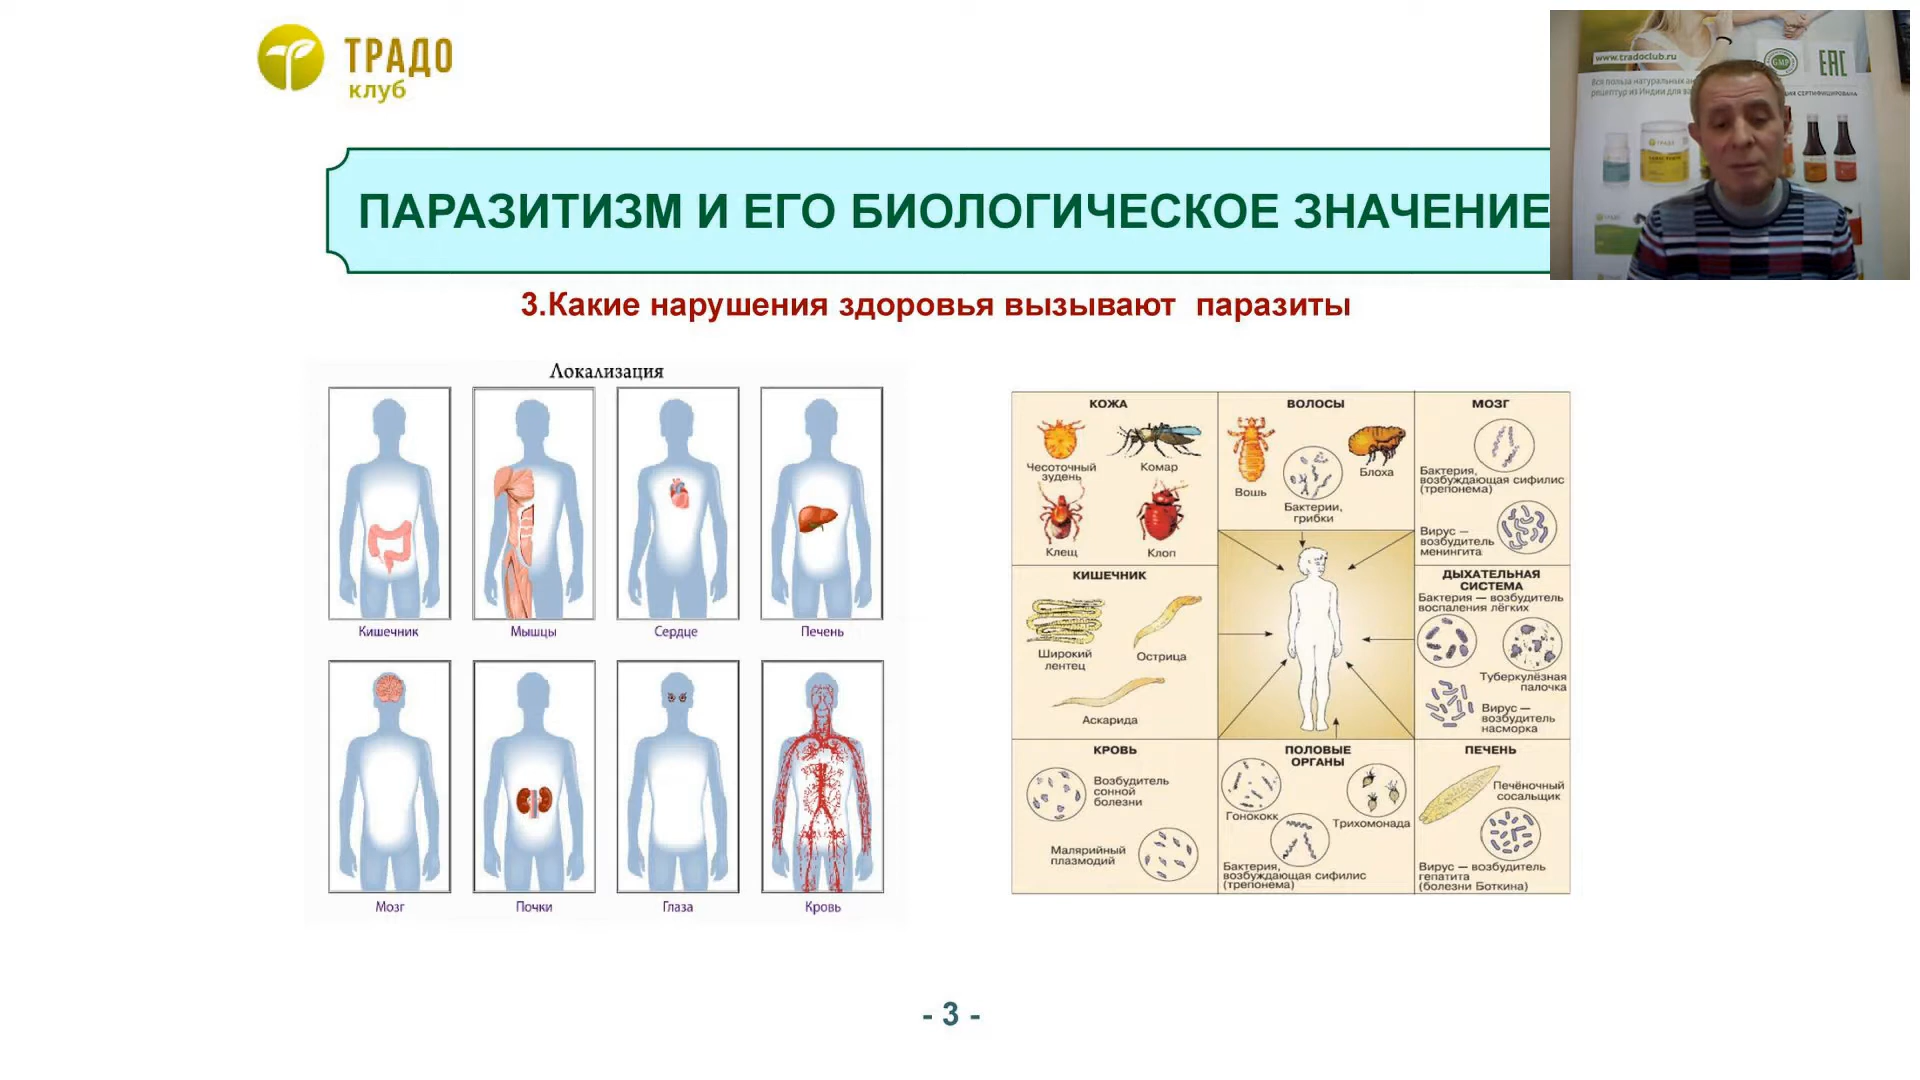 ТРАДО
клуб
www.tradoclub.ru
GMP
ЕАС
ТРАДО
ПАРАЗИТИЗМ И ЕГО БИОЛОГИЧЕСКОЕ ЗНАЧЕНИЕ
3.Какие нарушения здоровья вызывают паразиты
Локализация
Кишечник
Мышцы
Сердце
Печень
Мозг
Почки
Глаза
Кровь
КОЖА
Чесоточный
зудень
Комар
Клещ
Клоп
ВОЛОСЫ
Вошь
Блоха
Бактерии,
грибки
МОЗГ
Бактерия,
возбуждающая сифилис
(трепонема)
Вирус —
возбудитель
менингита
КИШЕЧНИК
Широкий
лентец
Острица
Аскарида
ДЫХАТЕЛЬНАЯ
СИСТЕМА
Бактерия — возбудитель
воспаления лёгких
Туберкулёзная
палочка
Вирус —
возбудитель
насморка
КРОВЬ
Возбудитель
сонной
болезни
Малярийный
плазмодий
ПОЛОВЫЕ
ОРГАНЫ
Гонококк
Трихомонада
Бактерия,
возбуждающая сифилис
(трепонема)
ПЕЧЕНЬ
Печёночный
сосальщик
Вирус — возбудитель
гепатита
(болезни Боткина)
- 3 -